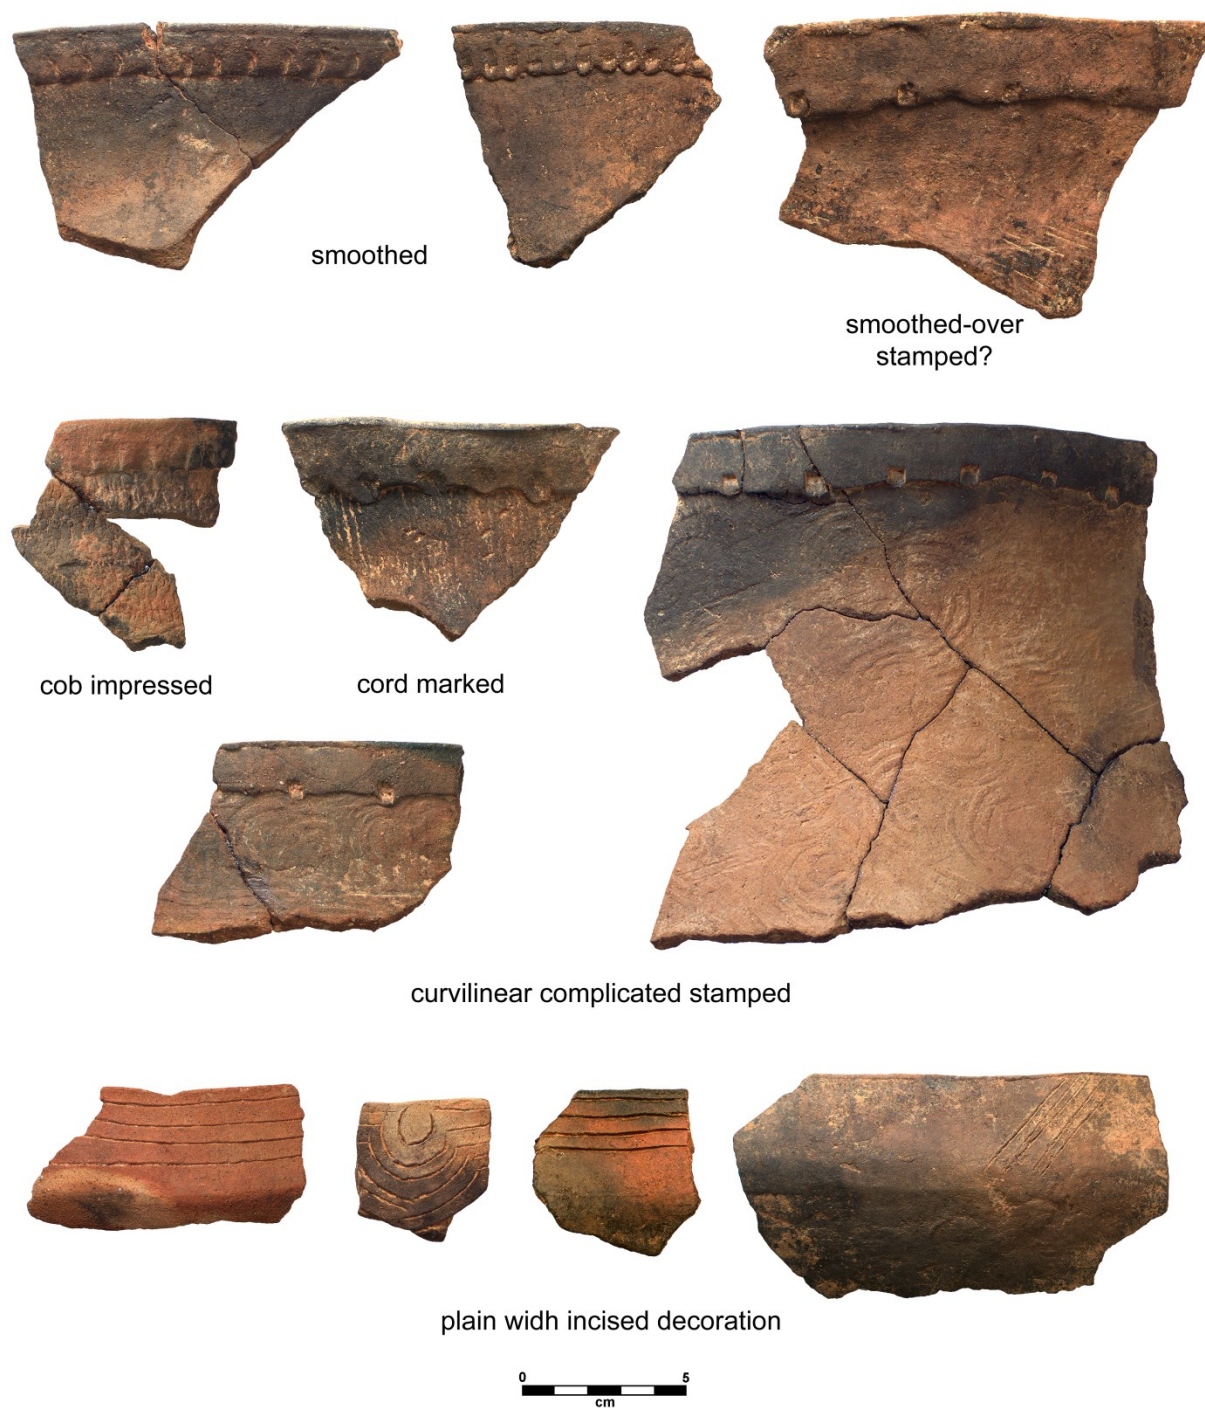 smoothed
smoothed-over
stamped?
cob impressed
cord marked
curvilinear complicated stamped
plain widh incised decoration
0 5
cm